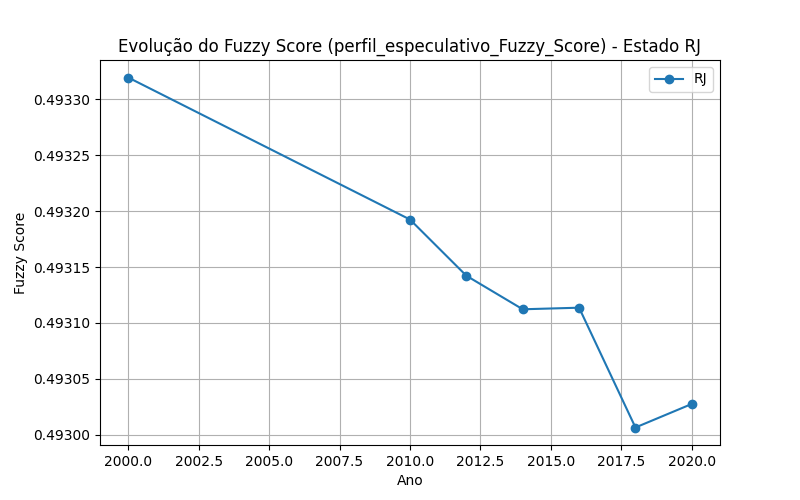 Evolução do Fuzzy Score (perfil_especulativo_Fuzzy_Score) - Estado RJ
RJ
0.49330
0.49325
0.49320
0.49315
0.49310
0.49305
0.49300
Fuzzy Score
2000.0 2002.5 2005.0 2007.5 2010.0 2012.5 2015.0 2017.5 2020.0
Ano